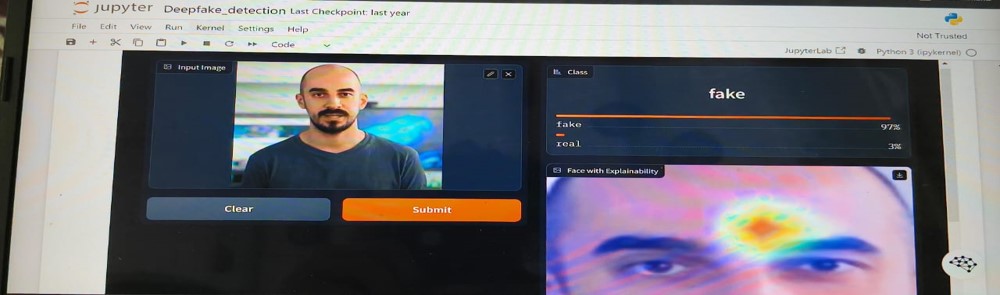 jupyter Deepfake_detection Last Checkpoint: last year
File Edit View Run Kernel Settings Help
Not Trusted
Code
JupyterLab Python 3 (ipykernel)
Input Image
Clear Submit
Class
fake
fake 97%
real 3%
Face with Explainability